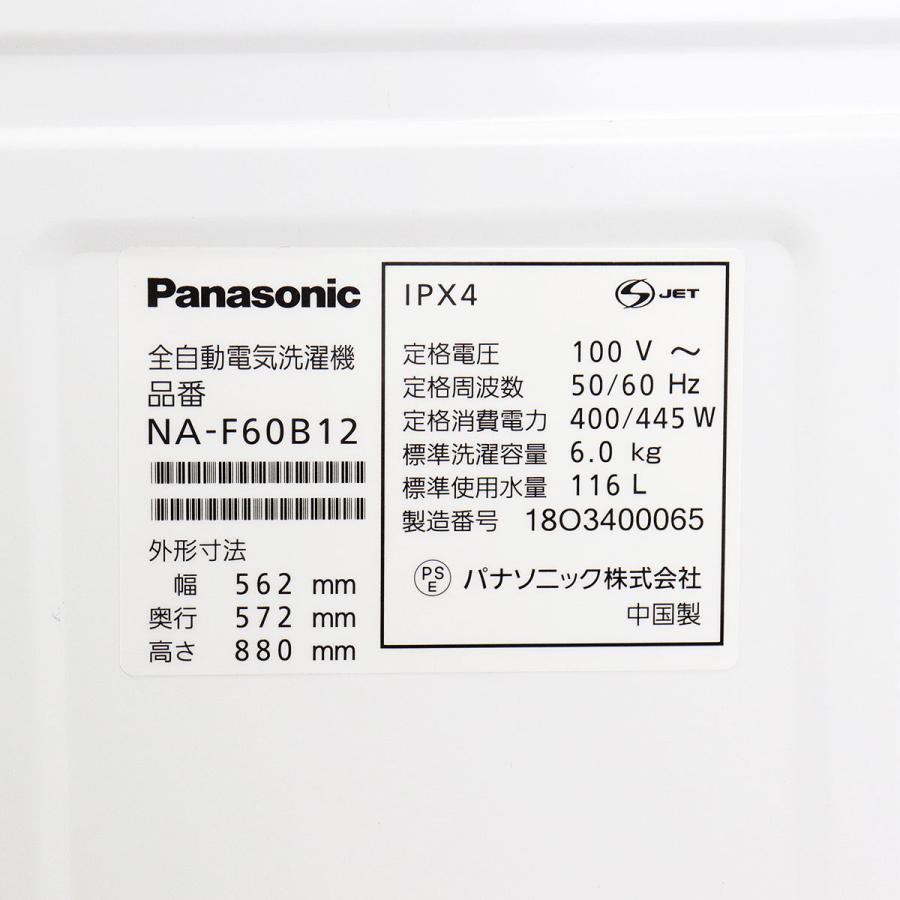 Panasonic
全自動電気洗濯機
品番
NA-F60B12
外形寸法
幅 562 mm
奥行 572 mm
高さ 880 mm
IPX4
S JET
定格電圧 100 V ～
定格周波数 50/60 Hz
定格消費電力 400/445 W
標準洗濯容量 6.0 kg
標準使用水量 116 L
製造番号 18O3400065
PS
E パナソニック株式会社
中国製